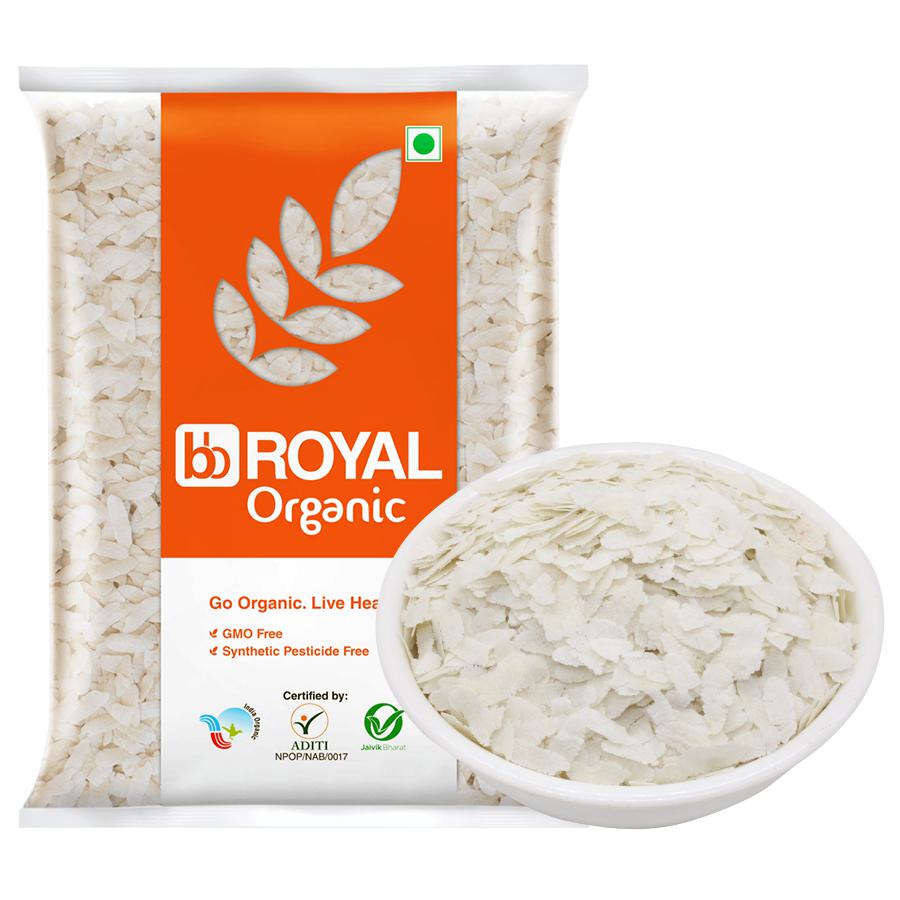 bb ROYAL
Organic
Go Organic. Live Hea
GMO Free
Synthetic Pesticide Free
Certified by:
India Organic
ADITI
NPOP/NAB/0017
Jaivik Bharat